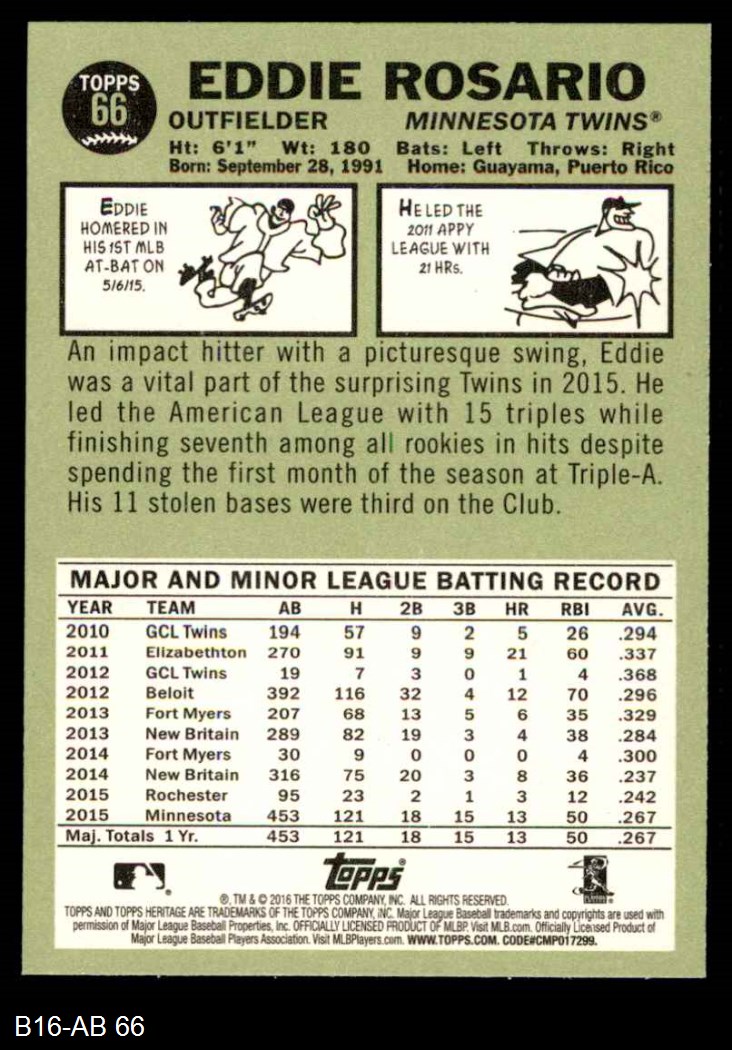 TOPPS
66
EDDIE ROSARIO
OUTFIELDER MINNESOTA TWINS®
Ht: 6'1" Wt: 180 Bats: Left Throws: Right
Born: September 28, 1991 Home: Guayama, Puerto Rico
EDDIE
HOMERED IN
HIS 1ST MLB
AT-BAT ON
5/6/15.
HE LED THE
2011 APPY
LEAGUE WITH
21 HRs.
An impact hitter with a picturesque swing, Eddie
was a vital part of the surprising Twins in 2015. He
led the American League with 15 triples while
finishing seventh among all rookies in hits despite
spending the first month of the season at Triple-A.
His 11 stolen bases were third on the Club.
MAJOR AND MINOR LEAGUE BATTING RECORD
YEAR TEAM AB H 2B 3B HR RBI AVG.
2010 GCL Twins 194 57 9 2 5 26 .294
2011 Elizabethton 270 91 9 9 21 60 .337
2012 GCL Twins 19 7 3 0 1 4 .368
2012 Beloit 392 116 32 4 12 70 .296
2013 Fort Myers 207 68 13 5 6 35 .329
2013 New Britain 289 82 19 3 4 38 .284
2014 Fort Myers 30 9 0 0 0 4 .300
2014 New Britain 316 75 20 3 8 36 .237
2015 Rochester 95 23 2 1 3 12 .242
2015 Minnesota 453 121 18 15 13 50 .267
Maj. Totals 1 Yr. 453 121 18 15 13 50 .267
Topps®
®, TM & © 2016 THE TOPPS COMPANY, INC. ALL RIGHTS RESERVED.
TOPPS AND TOPPS HERITAGE ARE TRADEMARKS OF THE TOPPS COMPANY, INC. Major League Baseball trademarks and copyrights are used with
permission of Major League Baseball Properties, Inc. OFFICIALLY LICENSED PRODUCT OF MLBP. Visit MLB.com. Officially Licensed Product of
Major League Baseball Players Association. Visit MLBPlayers.com. WWW.TOPPS.COM. CODE#CMP017299.
B16-AB 66